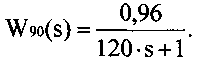 W₉₀(s) = 0,96 / (120·s+1).